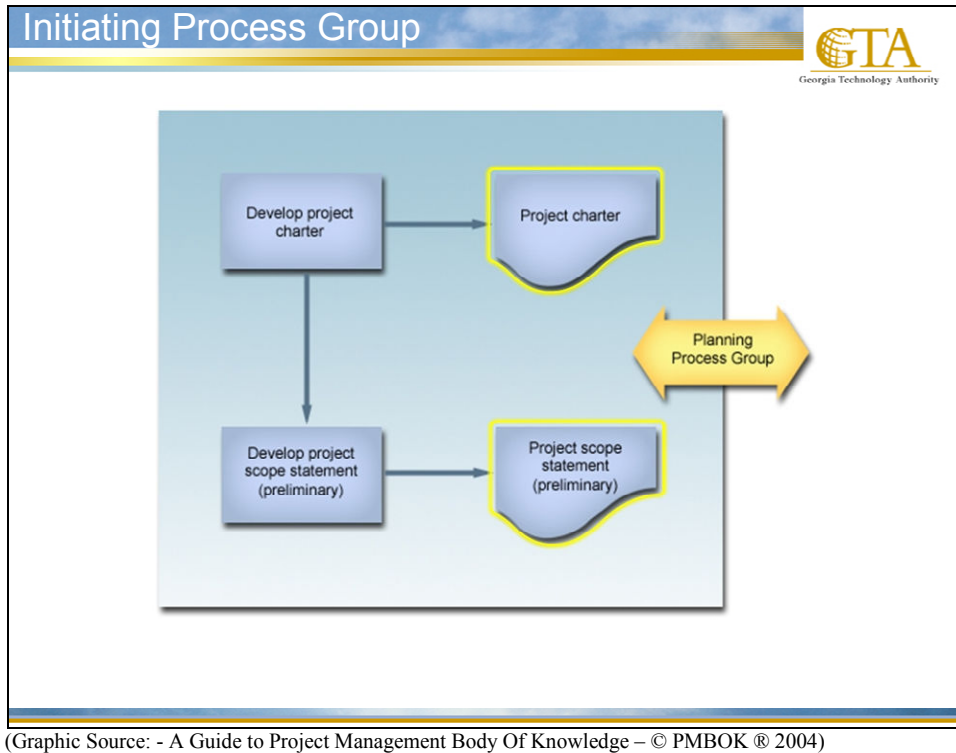 Initiating Process Group
GTA
Georgia Technology Authority
Develop project
charter
Project charter
Planning
Process Group
Develop project
scope statement
(preliminary)
Project scope
statement
(preliminary)
(Graphic Source: - A Guide to Project Management Body Of Knowledge – © PMBOK ® 2004)